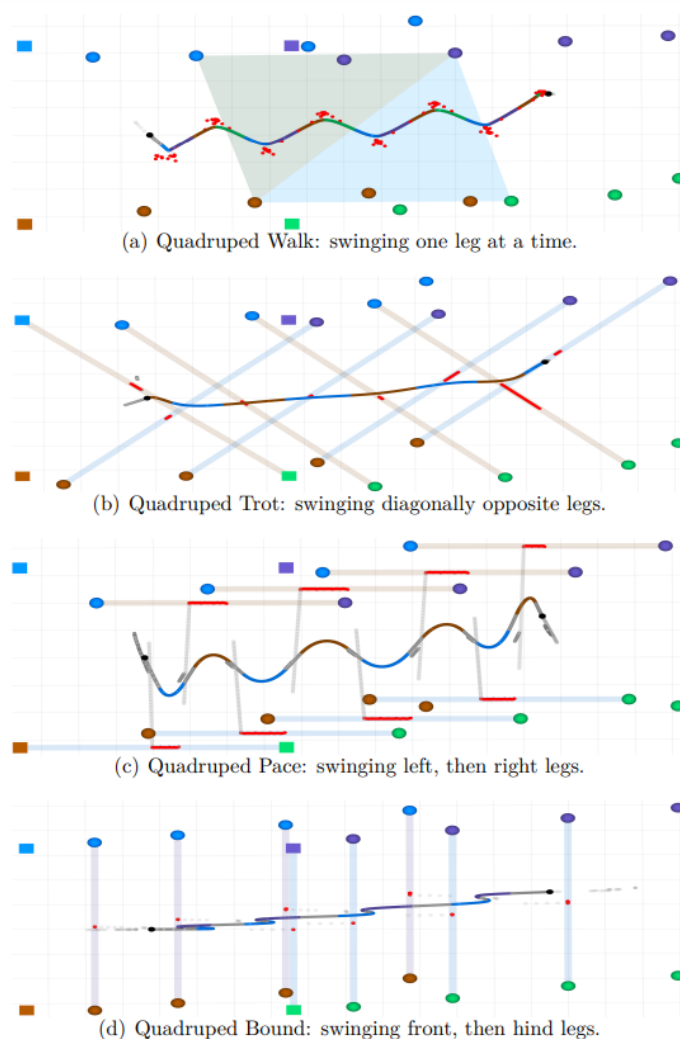 (a) Quadruped Walk: swinging one leg at a time.
(b) Quadruped Trot: swinging diagonally opposite legs.
(c) Quadruped Pace: swinging left, then right legs.
(d) Quadruped Bound: swinging front, then hind legs.